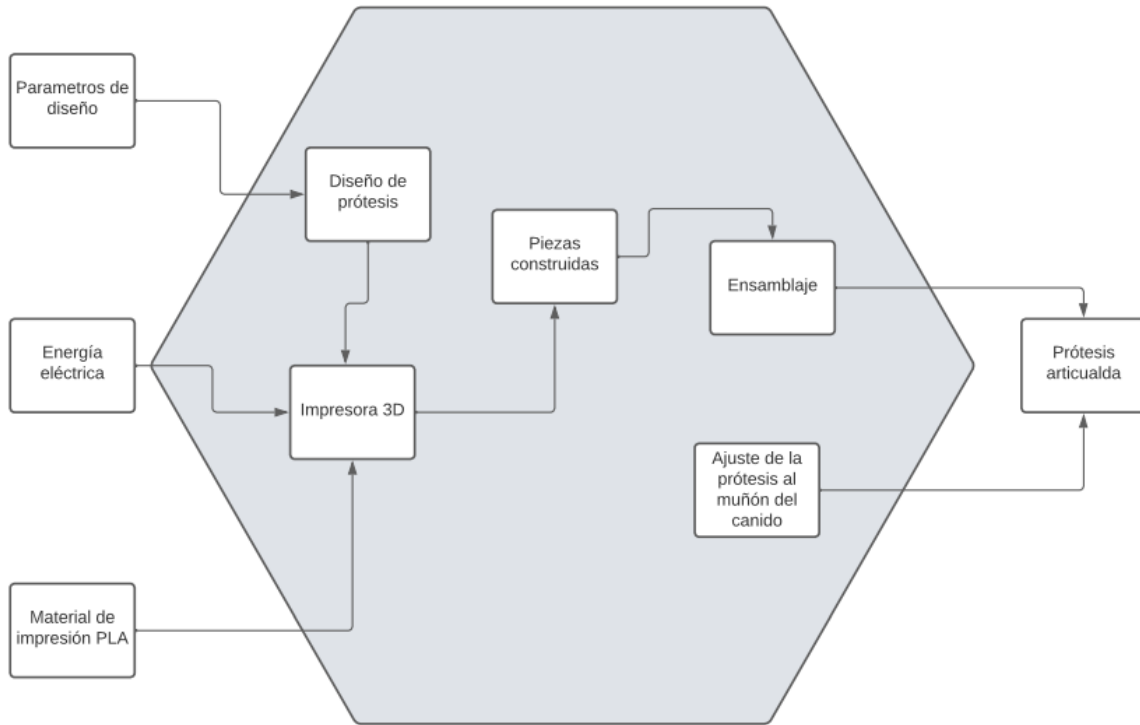 Parametros de
diseño
Diseño de
prótesis
Piezas
construidas
Ensamblaje
Energía
eléctrica
Impresora 3D
Prótesis
articualda
Ajuste de la
prótesis al
muñón del
canido
Material de
impresión PLA